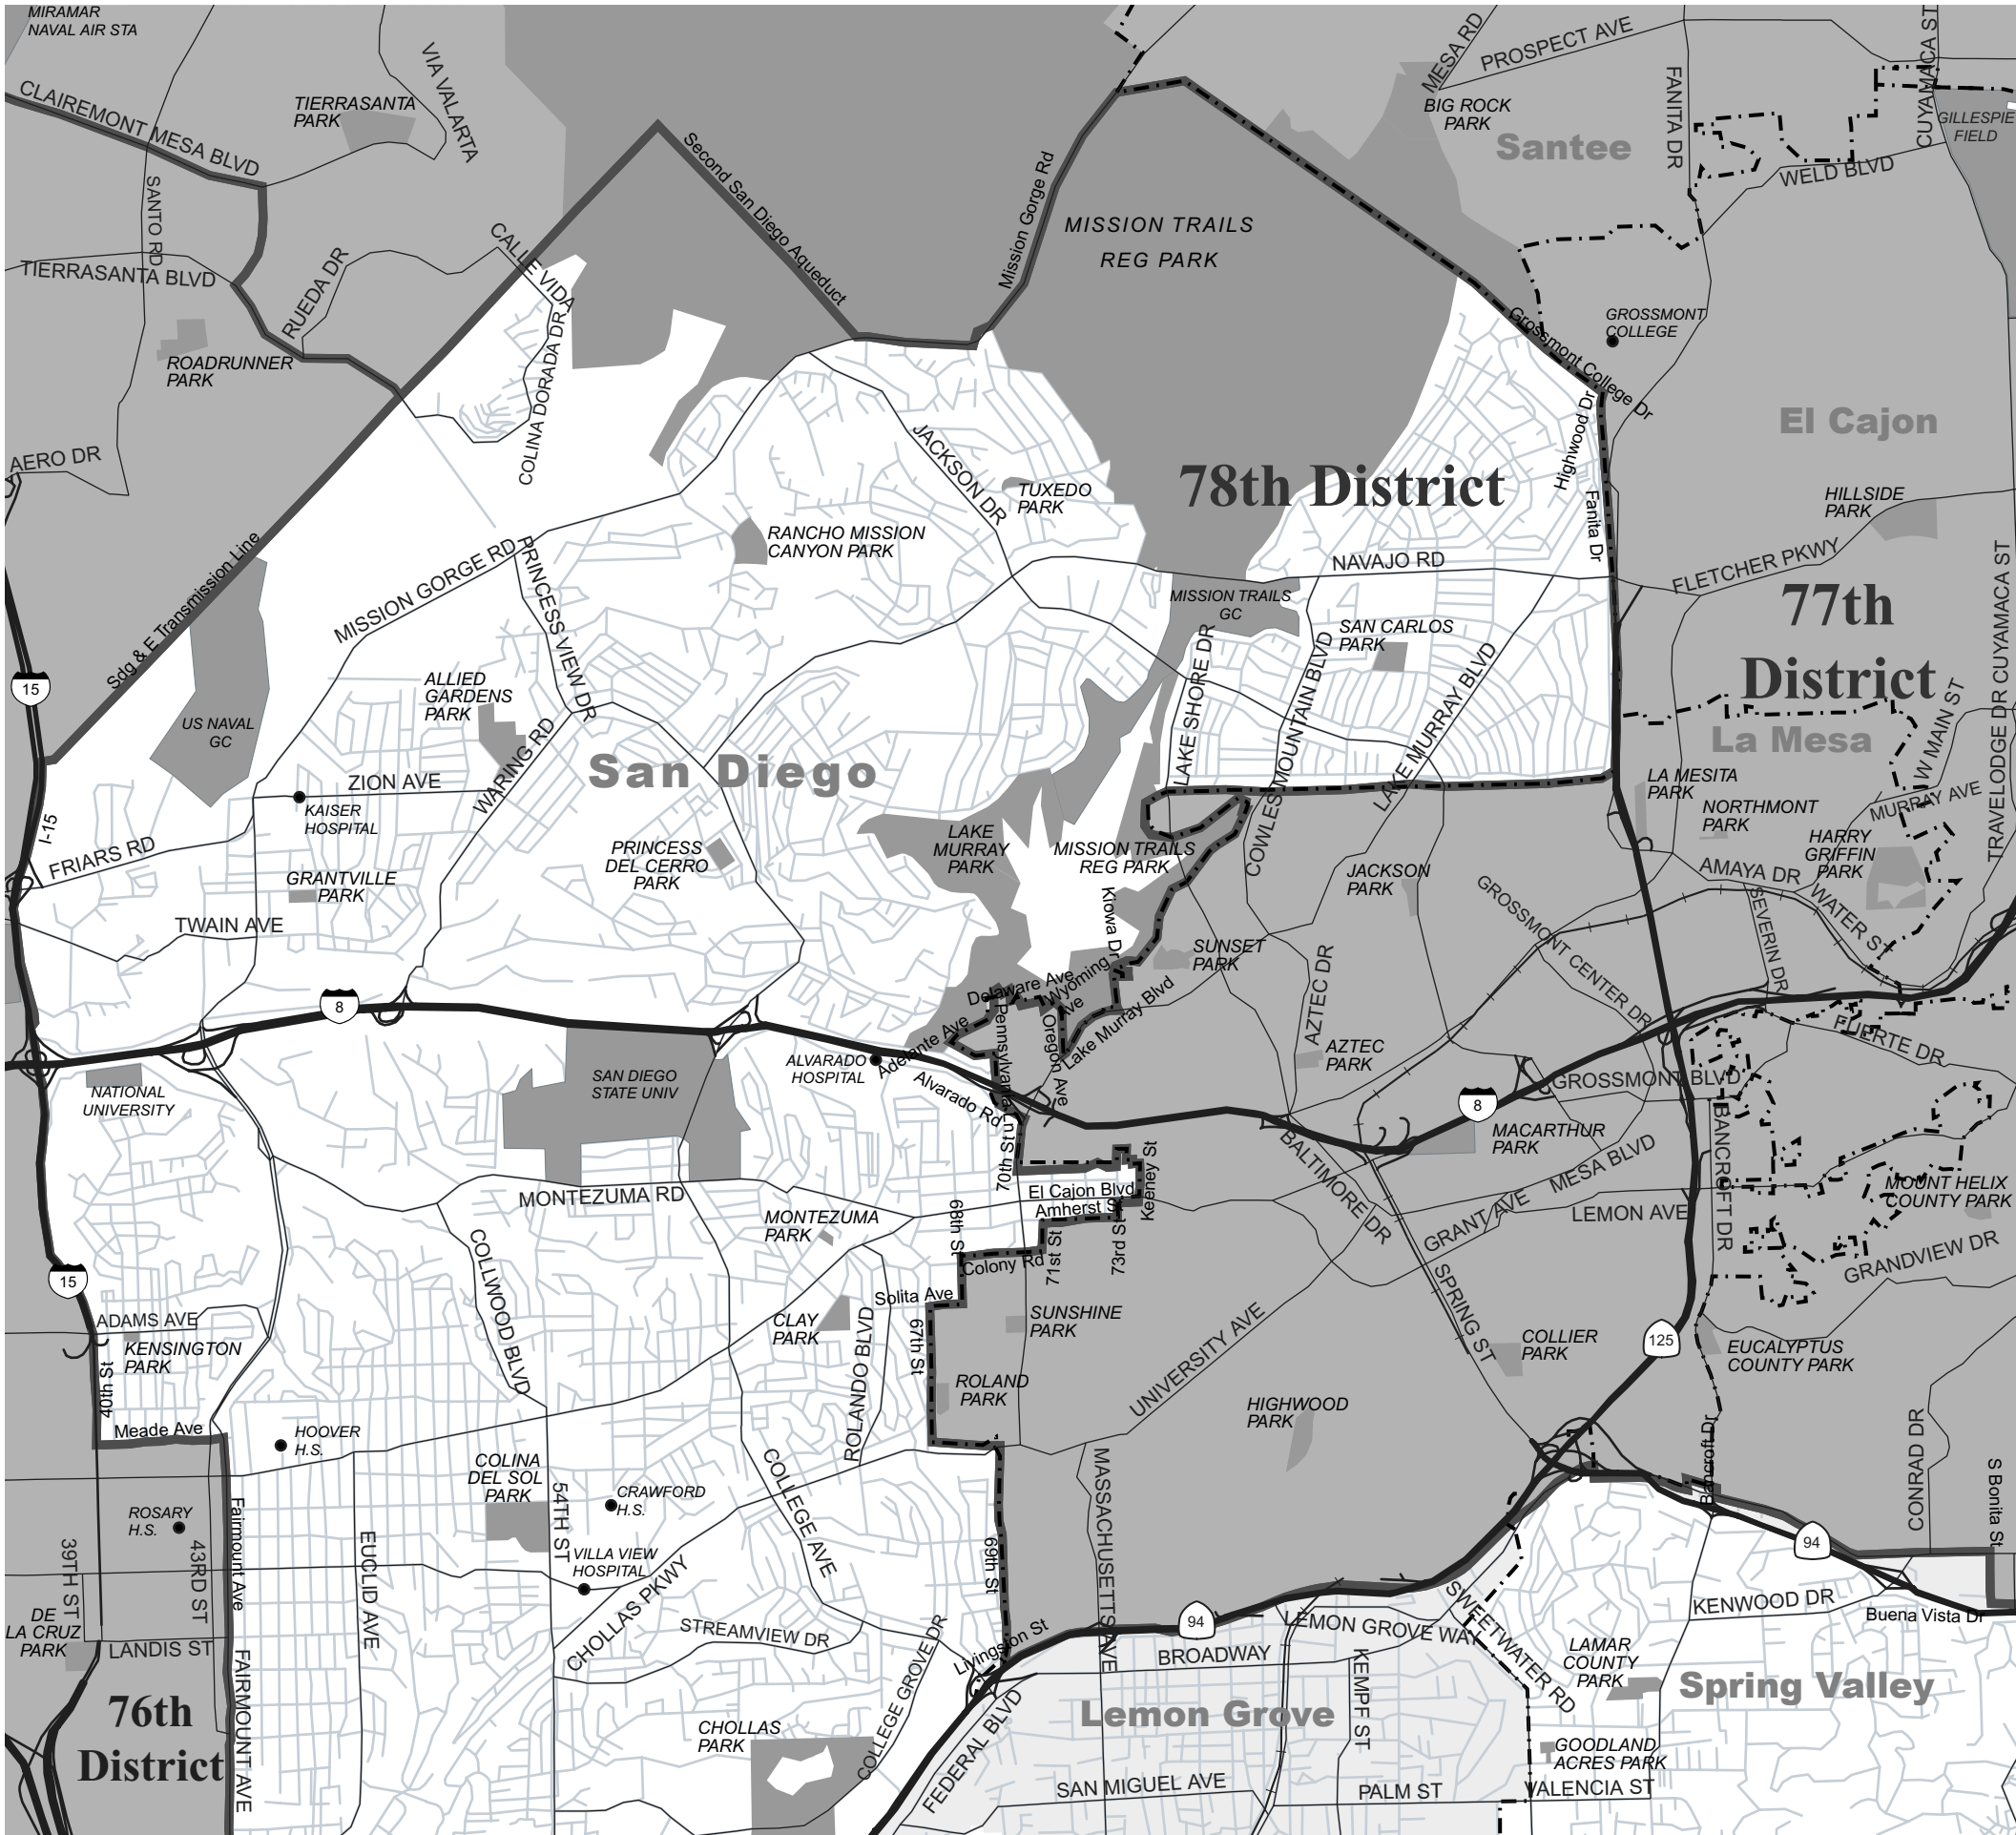 MIRAMAR
NAVAL AIR STA
CLAIREMONT MESA BLVD
TIERRASANTA
PARK
VIA VALARTA
SANTO RD
TIERRASANTA BLVD
RUEDA DR
CALLE VIDA
COLINA DORADA DR
ROADRUNNER
PARK
AERO DR
Second San Diego Aqueduct
Mission Gorge Rd
MISSION TRAILS
REG PARK
MESA RD
PROSPECT AVE
BIG ROCK
PARK
Santee
FANITA DR
CUYAMACA ST
GILLESPIE
FIELD
WELD BLVD
Grossmont College Dr
GROSSMONT
COLLEGE
El Cajon
Highwood Dr
Fanita Dr
78th District
HILLSIDE
PARK
FLETCHER PKWY
77th
District
La Mesa
TRAVELODGE DR CUYAMACA ST
W MAIN ST
JACKSON DR
TUXEDO
PARK
RANCHO MISSION
CANYON PARK
NAVAJO RD
MISSION TRAILS
GC
SAN CARLOS
PARK
MISSION GORGE RD
PRINCESS VIEW DR
Sdg & E Transmission Line
15
US NAVAL
GC
ALLIED
GARDENS
PARK
WARING RD
San Diego
LAKE SHORE DR
COWLES MOUNTAIN BLVD
LAKE MURRAY BLVD
LA MESITA
PARK
NORTHMONT
PARK
MURRAY AVE
HARRY
GRIFFIN
PARK
ZION AVE
KAISER
HOSPITAL
I-15
FRIARS RD
GRANTVILLE
PARK
TWAIN AVE
PRINCESS
DEL CERRO
PARK
LAKE
MURRAY
PARK
MISSION TRAILS
REG PARK
JACKSON
PARK
AMAYA DR
WATER ST
SEVERIN DR
GROSSMONT CENTER DR
Kiowa Dr
SUNSET
PARK
AZTEC DR
Delaware Ave
Wyoming
Ave
Lake Murray Blvd
Oregon Ave
Pennsylvania Ln
Adelante Ave
8
SAN DIEGO
STATE UNIV
ALVARADO
HOSPITAL
Alvarado Rd
AZTEC
PARK
FUERTE DR
GROSSMONT BLVD
8
NATIONAL
UNIVERSITY
MACARTHUR
PARK
BANCROFT DR
MESA BLVD
MOUNT HELIX
COUNTY PARK
70th St
Keeney St
El Cajon Blvd
Amherst St
MONTEZUMA RD
MONTEZUMA
PARK
68th St
71st St
73rd St
Colony Rd
BALTIMORE DR
GRANT AVE
LEMON AVE
GRANDVIEW DR
15
COLLWOOD BLVD
Solita Ave
SPRING ST
ADAMS AVE
KENSINGTON
PARK
40th St
CLAY
PARK
ROLANDO BLVD
67th St
SUNSHINE
PARK
UNIVERSITY AVE
COLLIER
PARK
125
EUCALYPTUS
COUNTY PARK
ROLAND
PARK
HIGHWOOD
PARK
Meade Ave
HOOVER
H.S.
COLINA
DEL SOL
PARK
COLLEGE AVE
MASSACHUSETTS AVE
Bancroft Dr
CONRAD DR
S Bonita St
ROSARY
H.S.
Fairmount Ave
43RD ST
39TH ST
EUCLID AVE
54TH ST
CRAWFORD
H.S.
VILLA VIEW
HOSPITAL
69th St
94
DE
LA CRUZ
PARK
LANDIS ST
CHOLLAS PKWY
STREAMVIEW DR
COLLEGE GROVE DR
Livingston St
94
LEMON GROVE WAY
SWEETWATER RD
KENWOOD DR
Buena Vista Dr
BROADWAY
KEMPF ST
LAMAR
COUNTY
PARK
Spring Valley
76th
District
FAIRMOUNT AVE
CHOLLAS
PARK
FEDERAL BLVD
Lemon Grove
GOODLAND
ACRES PARK
SAN MIGUEL AVE
PALM ST
VALENCIA ST